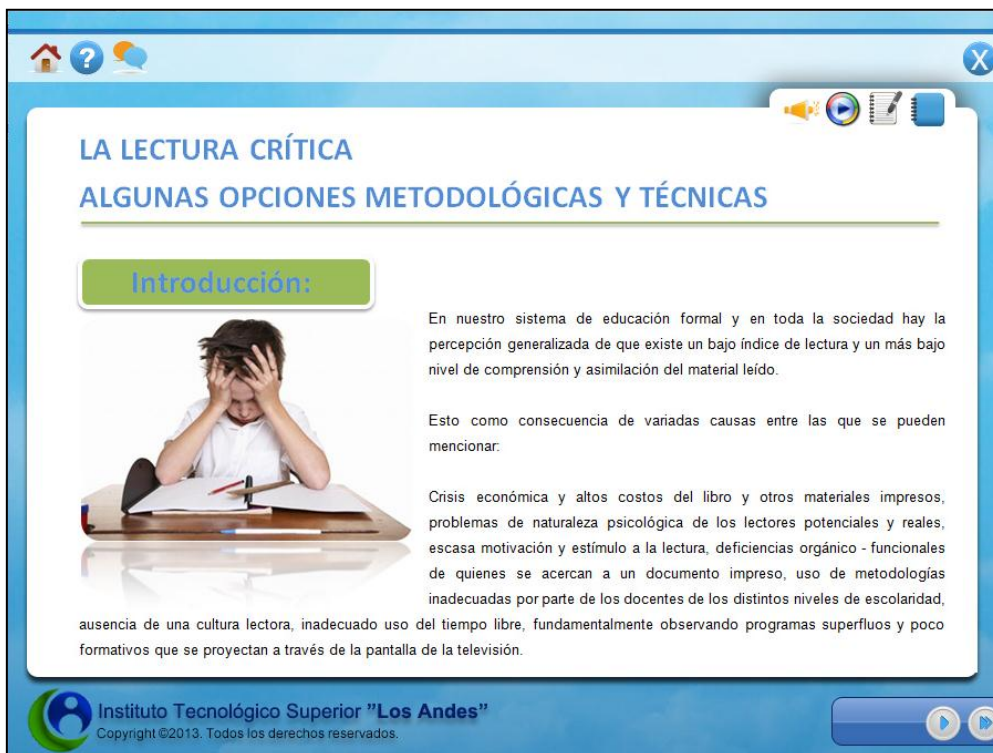 LA LECTURA CRÍTICA
ALGUNAS OPCIONES METODOLÓGICAS Y TÉCNICAS
Introducción:
En nuestro sistema de educación formal y en toda la sociedad hay la
percepción generalizada de que existe un bajo índice de lectura y un más bajo
nivel de comprensión y asimilación del material leído.
Esto como consecuencia de variadas causas entre las que se pueden
mencionar:
Crisis económica y altos costos del libro y otros materiales impresos,
problemas de naturaleza psicológica de los lectores potenciales y reales,
escasa motivación y estímulo a la lectura, deficiencias orgánico - funcionales
de quienes se acercan a un documento impreso, uso de metodologías
inadecuadas por parte de los docentes de los distintos niveles de escolaridad,
ausencia de una cultura lectora, inadecuado uso del tiempo libre, fundamentalmente observando programas superfluos y poco
formativos que se proyectan a través de la pantalla de la televisión.
Instituto Tecnológico Superior "Los Andes"
Copyright ©2013. Todos los derechos reservados.